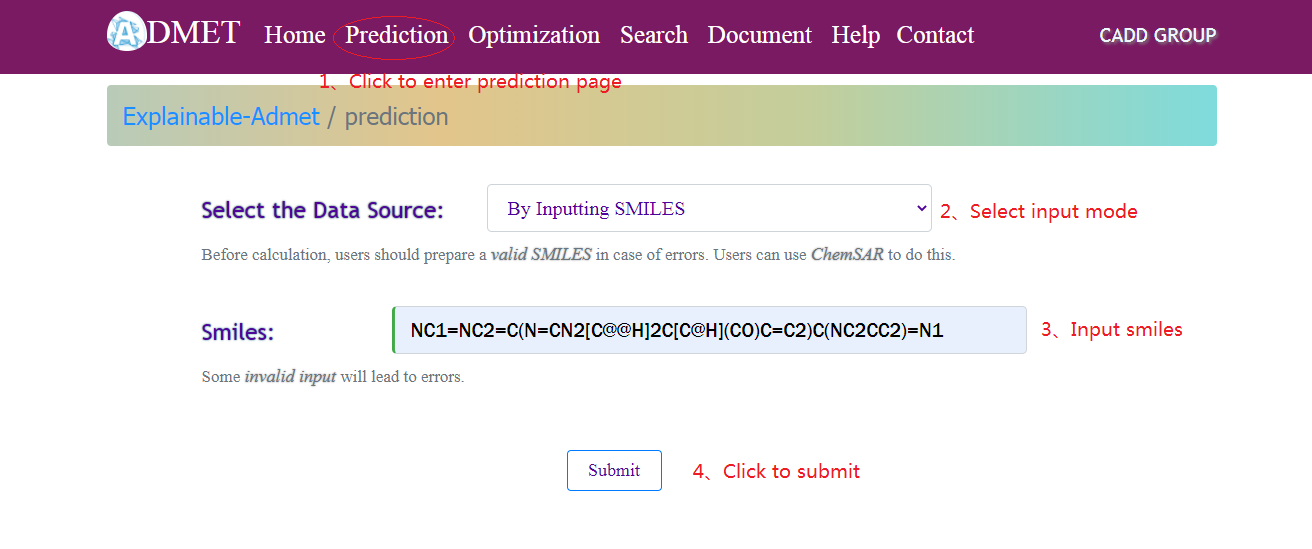 ADMET Home Prediction Optimization Search Document Help Contact CADD GROUP
1、Click to enter prediction page
Explainable-Admet / prediction
Select the Data Source: By Inputting SMILES 2、Select input mode
Before calculation, users should prepare a valid SMILES in case of errors. Users can use ChemSAR to do this.
Smiles: NC1=NC2=C(N=CN2[C@@H]2C[C@H](CO)C=C2)C(NC2CC2)=N1 3、Input smiles
Some invalid input will lead to errors.
Submit 4、Click to submit